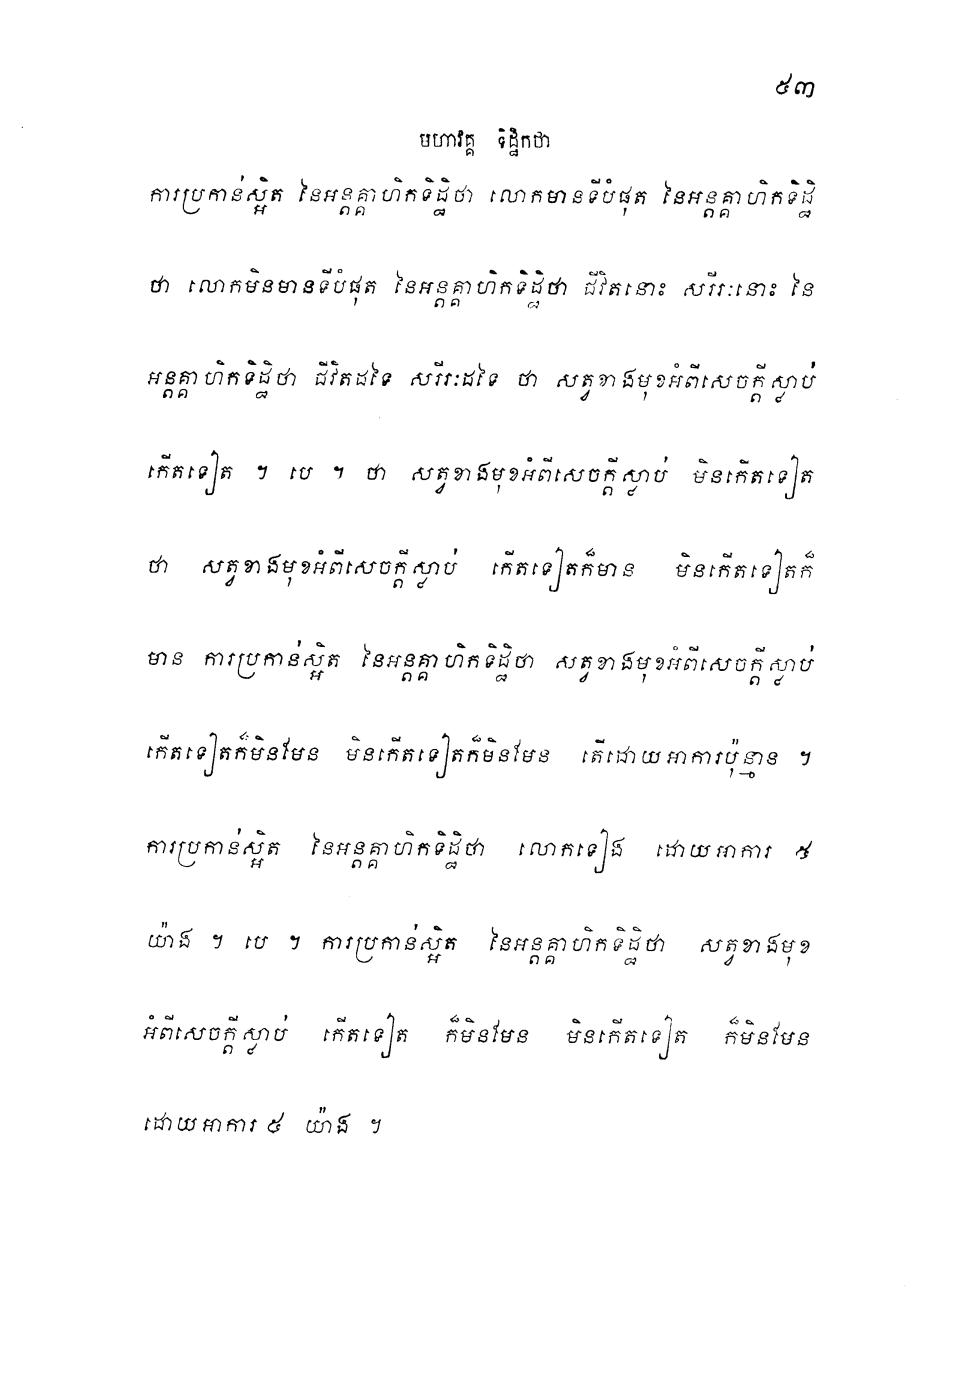 ៥៣
មហាវគ្គ ទិដ្ឋិកថា
ការប្រកាន់ស្អិត នៃអន្តគ្គាហិកទិដ្ឋិថា លោកមានទីបំផុត នៃអន្តគ្គាហិកទិដ្ឋិ
ថា លោកមិនមានទីបំផុត នៃអន្តគ្គាហិកទិដ្ឋិថា ជីវិតនោះ សរីរៈនោះ នៃ
អន្តគ្គាហិកទិដ្ឋិថា ជីវិតដទៃ សរីរៈដទៃ ថា សត្វខាងមុខអំពីសេចក្តីស្លាប់
កើតទៀត ។ បេ ។ ថា សត្វខាងមុខអំពីសេចក្តីស្លាប់ មិនកើតទៀត
ថា សត្វខាងមុខអំពីសេចក្តីស្លាប់ កើតទៀតក៏មាន មិនកើតទៀតក៏
មាន ការប្រកាន់ស្អិត នៃអន្តគ្គាហិកទិដ្ឋិថា សត្វខាងមុខអំពីសេចក្តីស្លាប់
កើតទៀតក៏មិនមែន មិនកើតទៀតក៏មិនមែន តើដោយអាការប៉ុន្មាន ។
ការប្រកាន់ស្អិត នៃអន្តគ្គាហិកទិដ្ឋិថា លោកទៀង ដោយអាការ ៥
យ៉ាង ។ បេ ។ ការប្រកាន់ស្អិត នៃអន្តគ្គាហិកទិដ្ឋិថា សត្វខាងមុខ
អំពីសេចក្តីស្លាប់ កើតទៀត ក៏មិនមែន មិនកើតទៀត ក៏មិនមែន
ដោយអាការ ៥ យ៉ាង ។